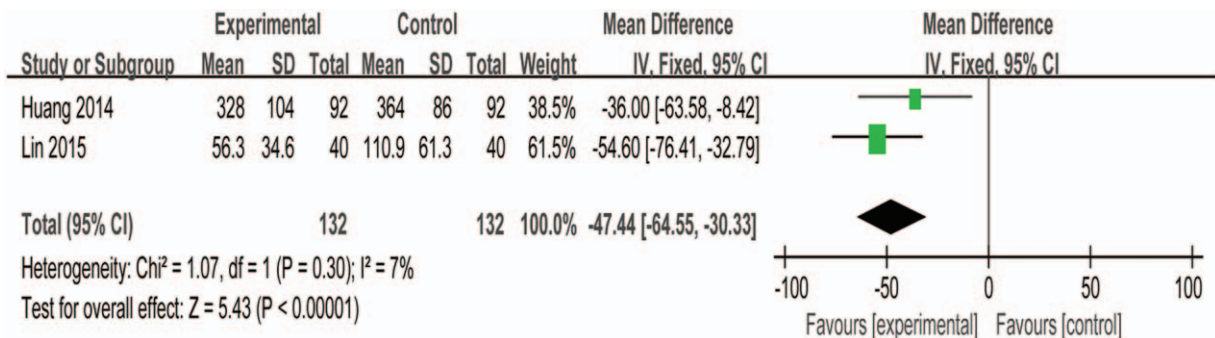 Experimental Control Mean Difference Mean Difference
Study or Subgroup Mean SD Total Mean SD Total Weight IV, Fixed, 95% CI IV, Fixed, 95% CI
Huang 2014 328 104 92 364 86 92 38.5% -36.00 [-63.58, -8.42]
Lin 2015 56.3 34.6 40 110.9 61.3 40 61.5% -54.60 [-76.41, -32.79]
Total (95% CI) 132 132 100.0% -47.44 [-64.55, -30.33]
Heterogeneity: Chi² = 1.07, df = 1 (P = 0.30); I² = 7%
Test for overall effect: Z = 5.43 (P < 0.00001)
-100 -50 0 50 100
Favours [experimental] Favours [control]